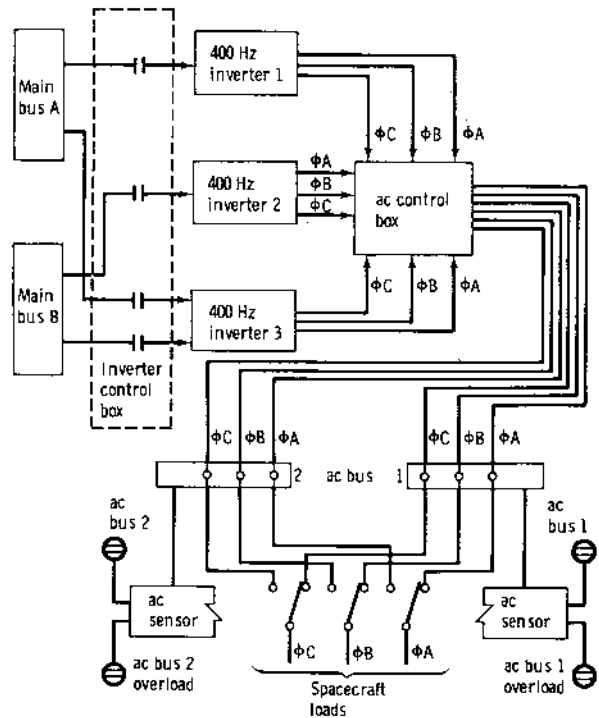 400 Hz
inverter 1
Main
bus A
ϕC
ϕB
ϕA
ϕA
ϕB
ϕC
400 Hz
inverter 2
ac control
box
Main
bus B
ϕC
ϕB
ϕA
400 Hz
inverter 3
Inverter
control
box
ϕC
ϕB
ϕA
ϕC
ϕB
ϕA
2 ac bus 1
ac
bus 2
ac
bus 1
ac
sensor
ac
sensor
ac bus 2
overload
ϕC
ϕB
ϕA
ac bus 1
overload
Spacecraft
loads